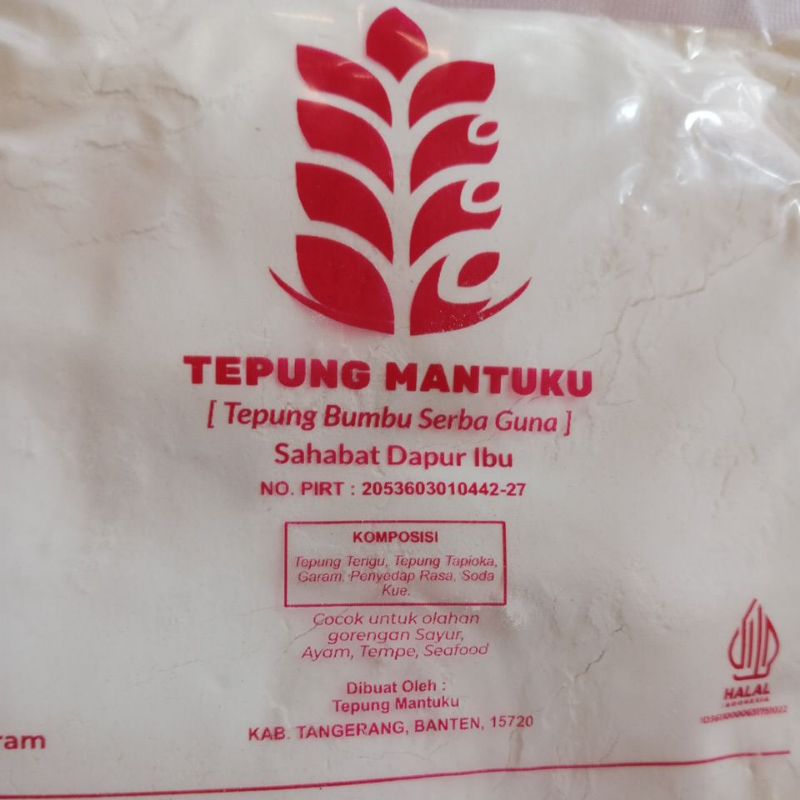 TEPUNG MANTUKU
[ Tepung Bumbu Serba Guna ]
Sahabat Dapur Ibu
NO. PIRT : 2053603010442-27
KOMPOSISI
Tepung Terigu, Tepung Tapioka,
Garam, Penyedap Rasa, Soda
Kue.
Cocok untuk olahan
gorengan Sayur,
Ayam, Tempe, Seafood
Dibuat Oleh :
Tepung Mantuku
KAB. TANGERANG, BANTEN, 15720
HALAL
INDONESIA
ram